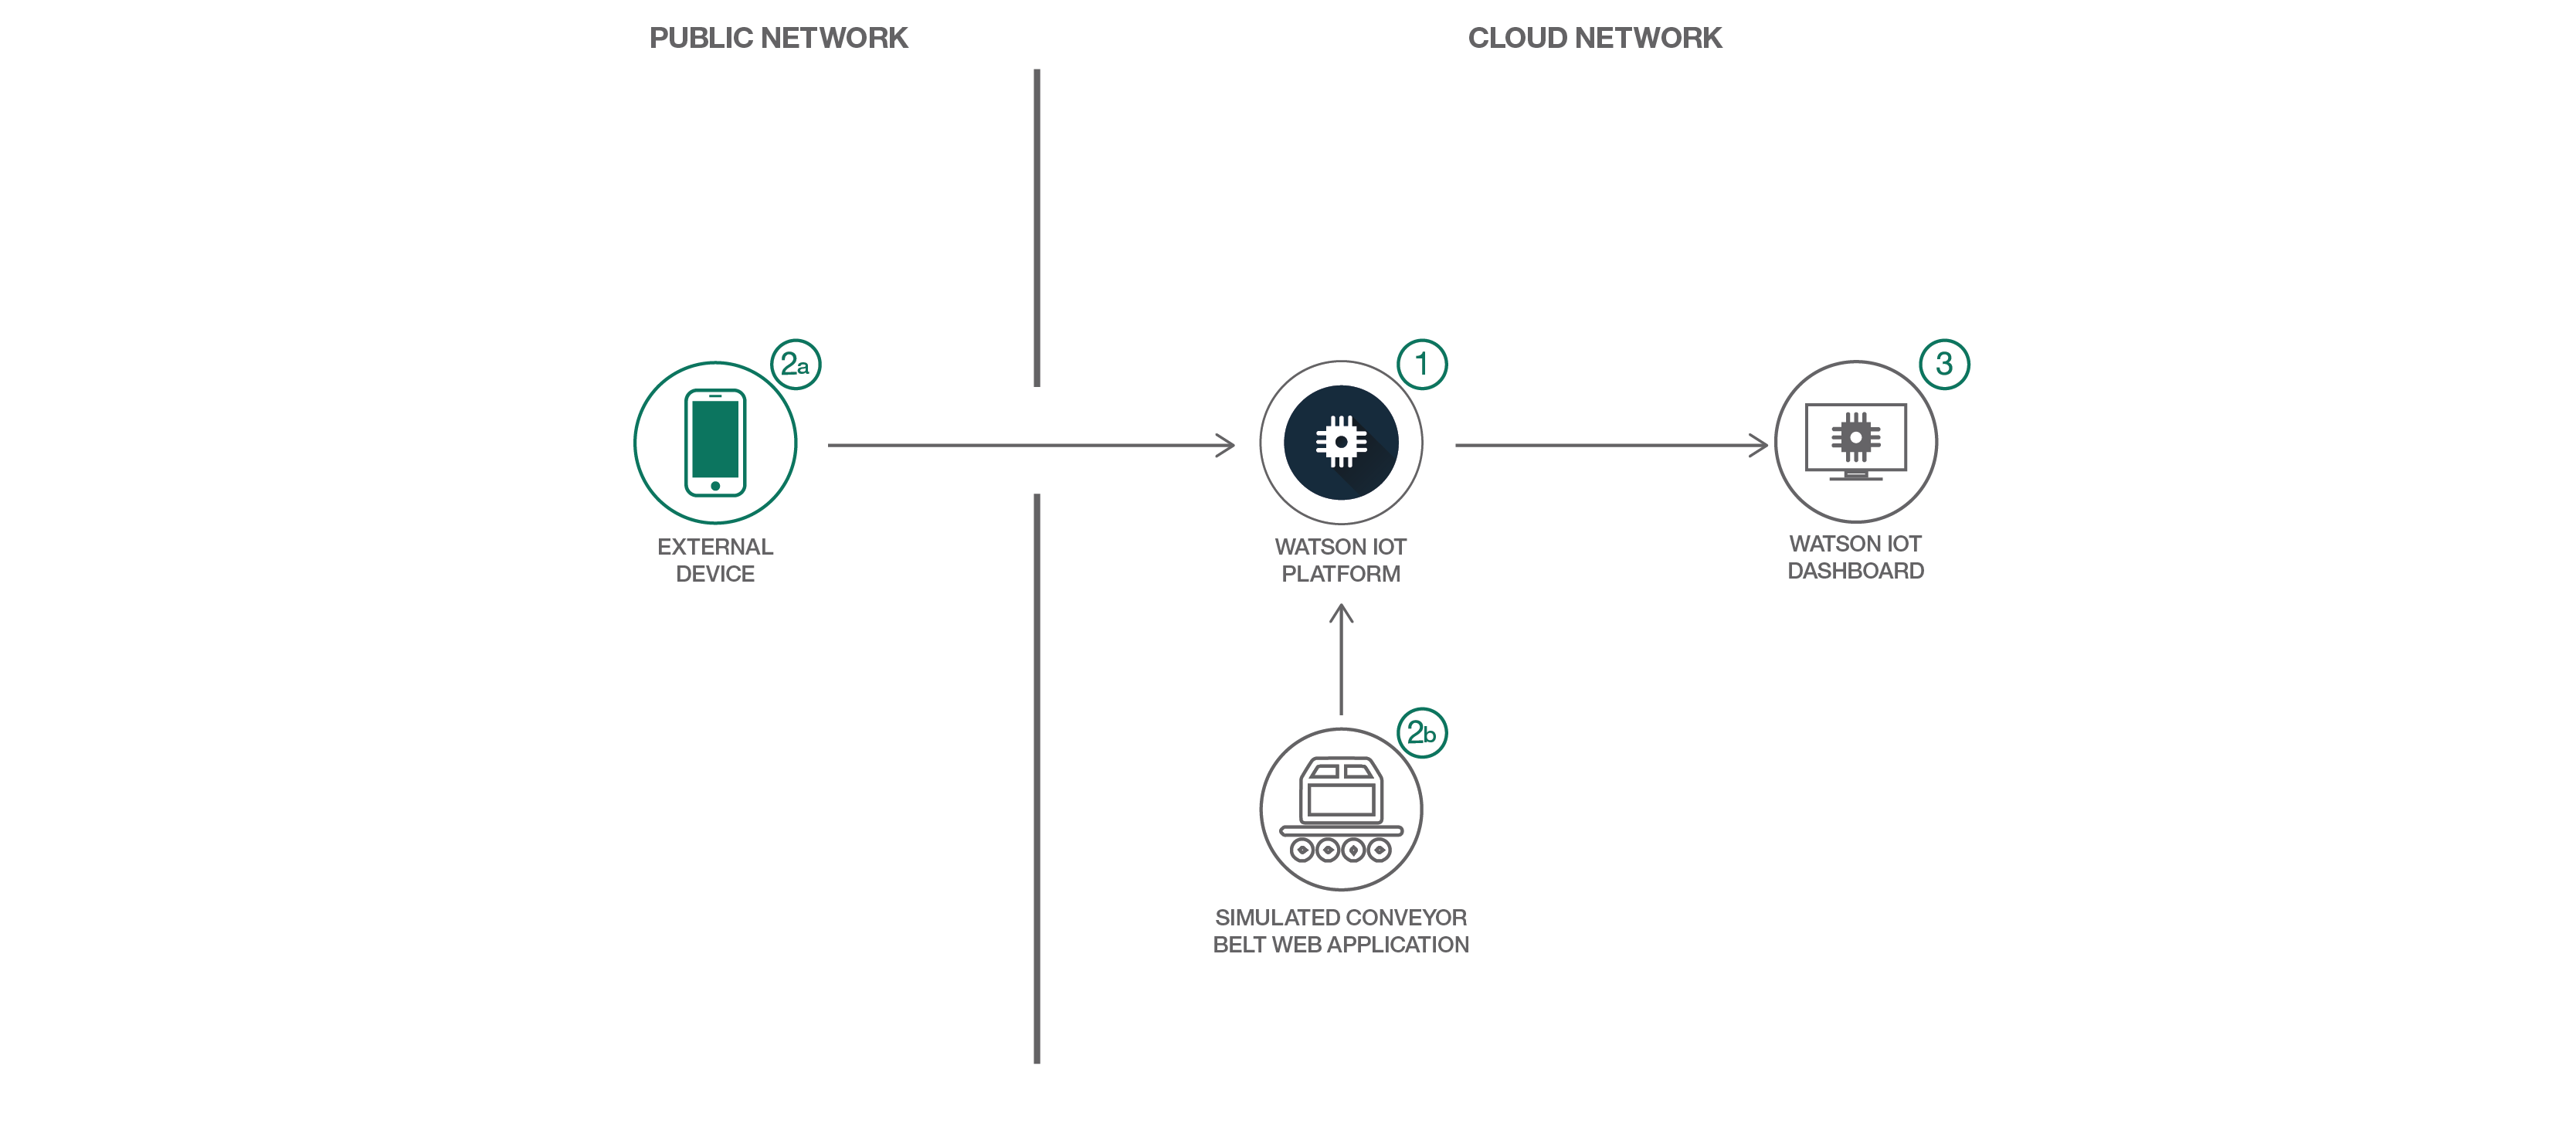 PUBLIC NETWORK
CLOUD NETWORK
2a
1
3
EXTERNAL
DEVICE
WATSON IOT
PLATFORM
WATSON IOT
DASHBOARD
2b
SIMULATED CONVEYOR
BELT WEB APPLICATION